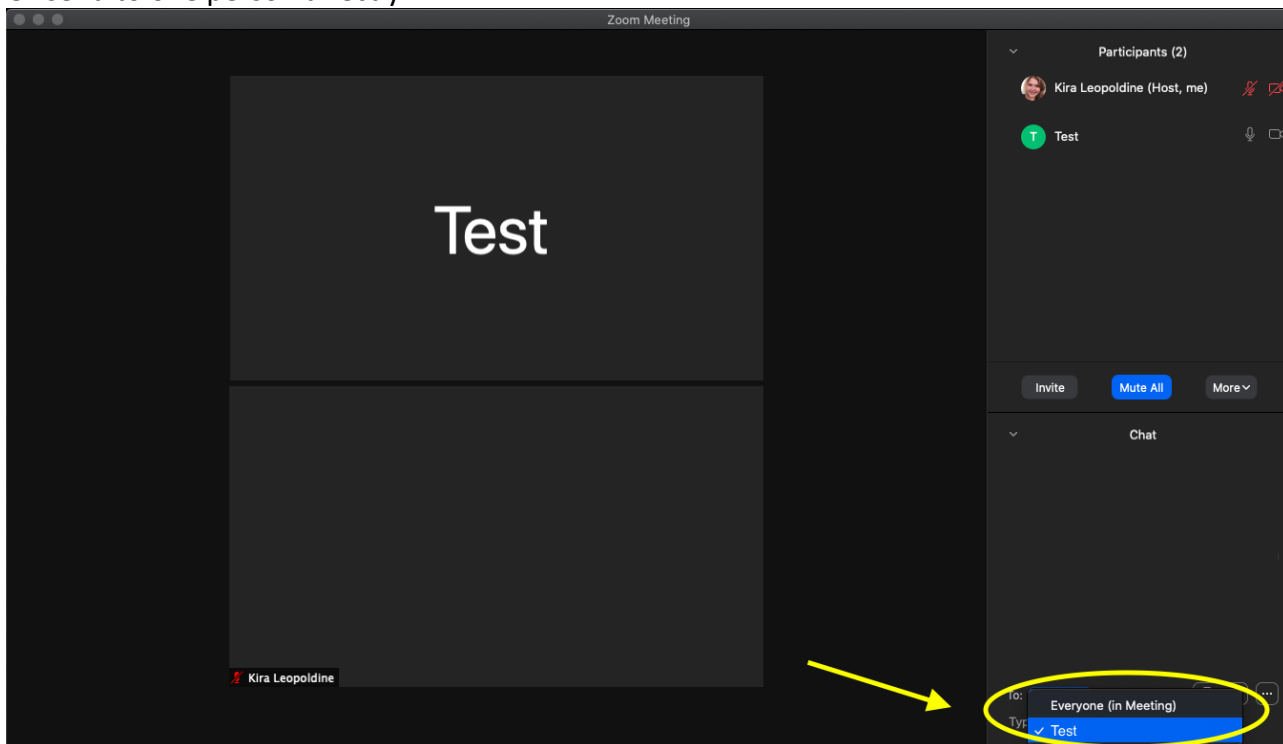 Zoom Meeting
Participants (2)
Kira Leopoldine (Host, me)
T Test
Invite Mute All More
Chat
Test
Kira Leopoldine
To:
Everyone (in Meeting)
✓ Test